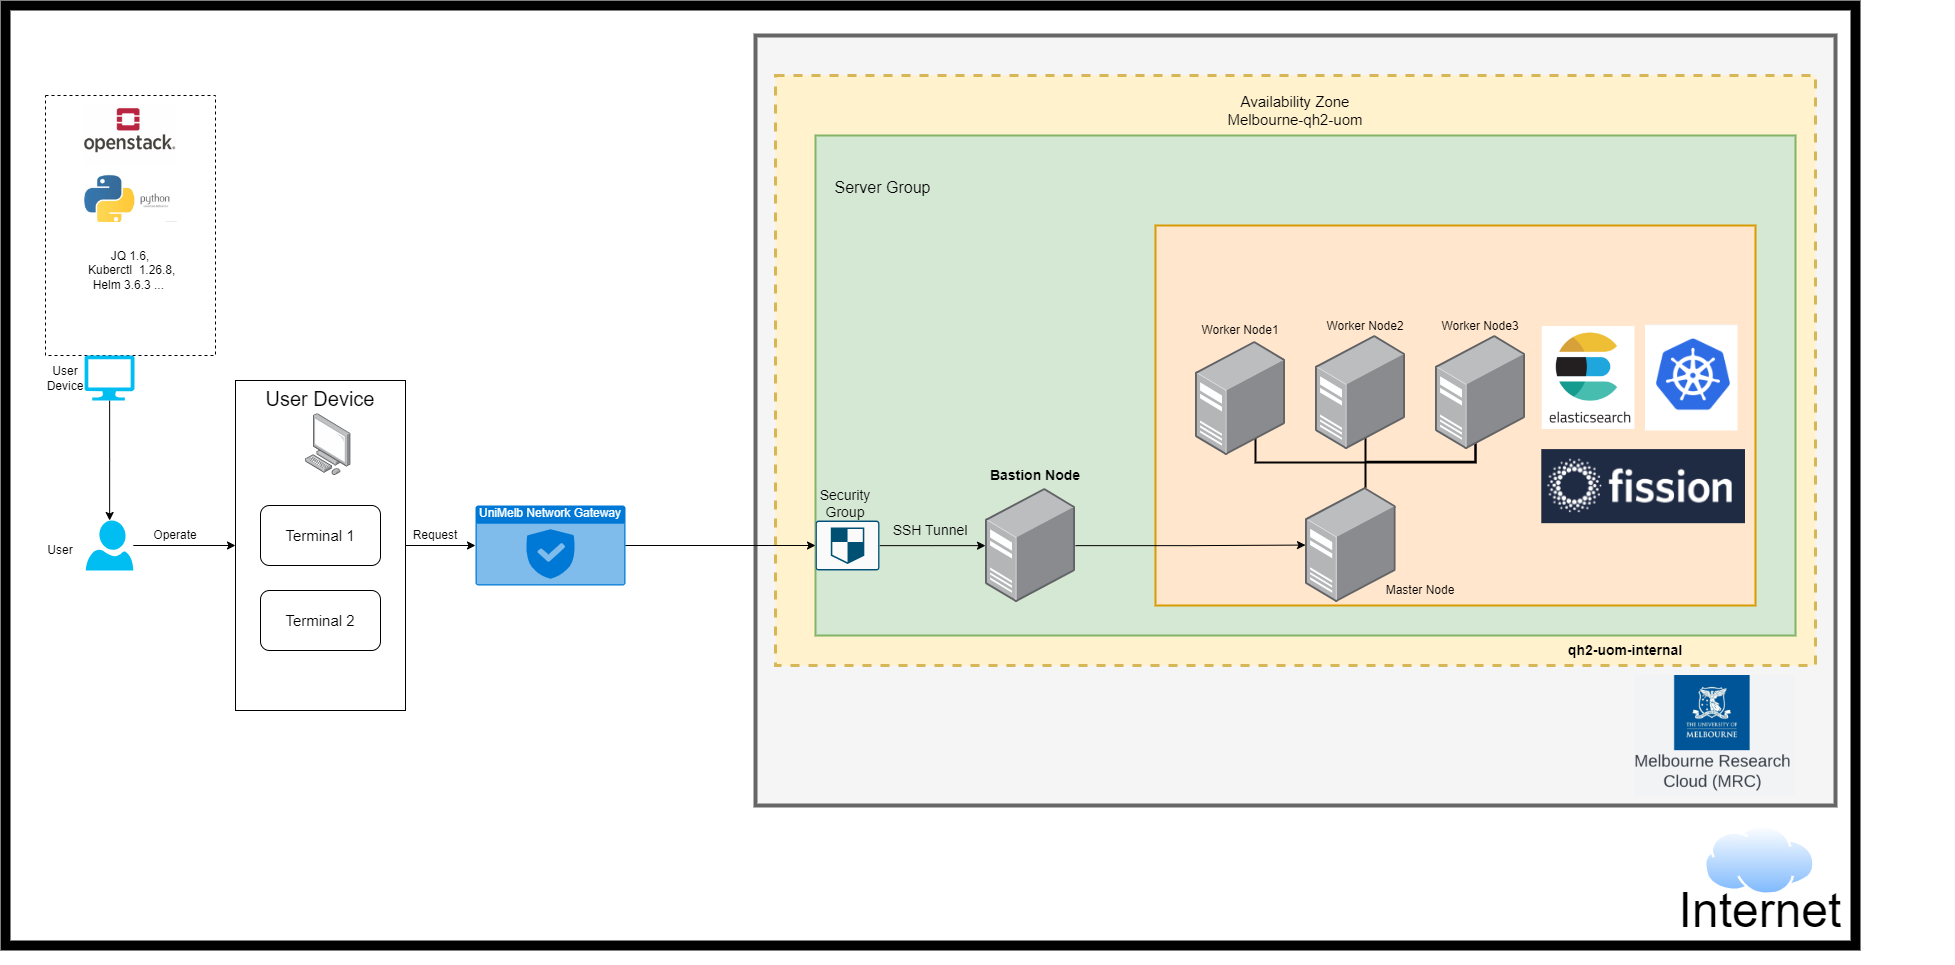 openstack.
python
JQ 1.6,
Kuberctl 1.26.8,
Helm 3.6.3 ...
User
Device
User
Operate
User Device
Terminal 1
Terminal 2
Request
UniMelb Network Gateway
Availability Zone
Melbourne-qh2-uom
Server Group
Security
Group
SSH Tunnel
Bastion Node
Worker Node1
Worker Node2
Worker Node3
elasticsearch
fission
Master Node
qh2-uom-internal
THE UNIVERSITY OF
MELBOURNE
Melbourne Research
Cloud (MRC)
Internet